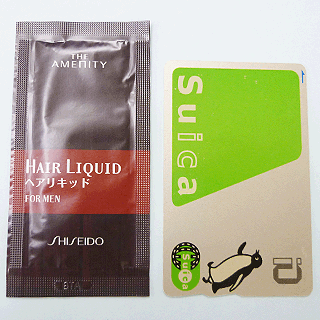 THE
AMENITY
HAIR LIQUID
ヘアリキッド
FOR MEN
SHISEIDO
Suica
Suica